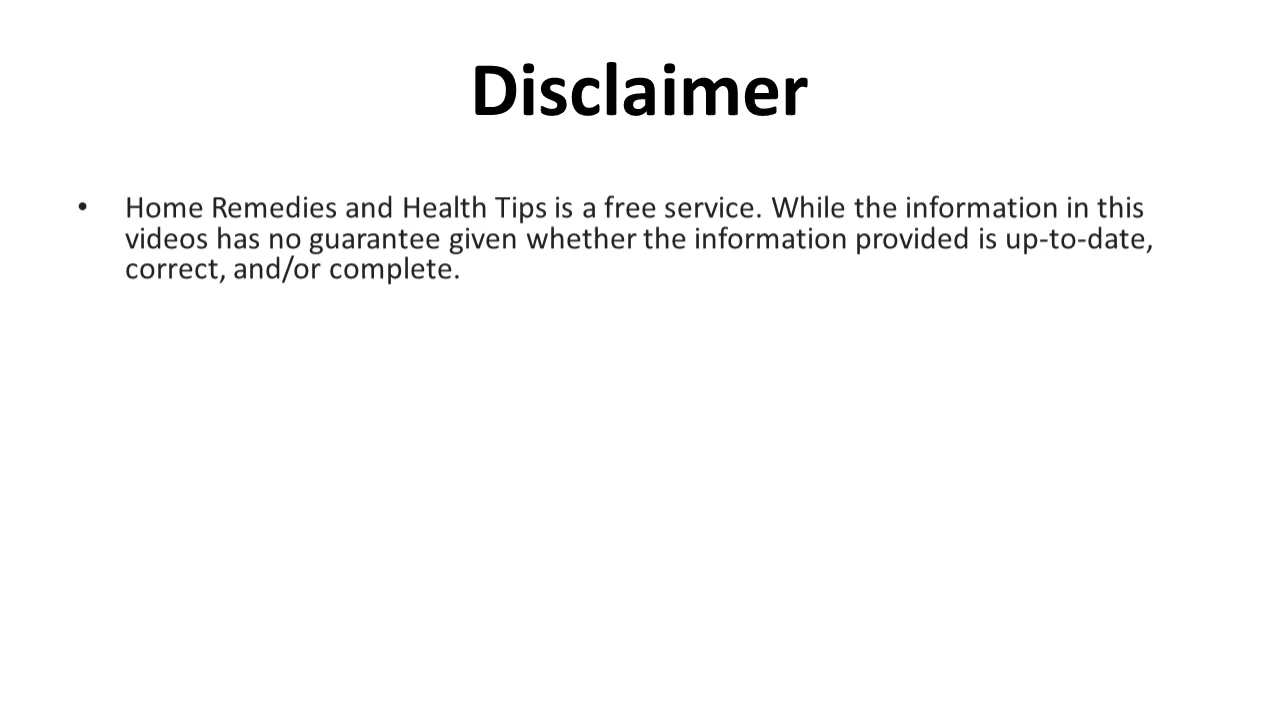 Disclaimer
• Home Remedies and Health Tips is a free service. While the information in this
videos has no guarantee given whether the information provided is up-to-date,
correct, and/or complete.